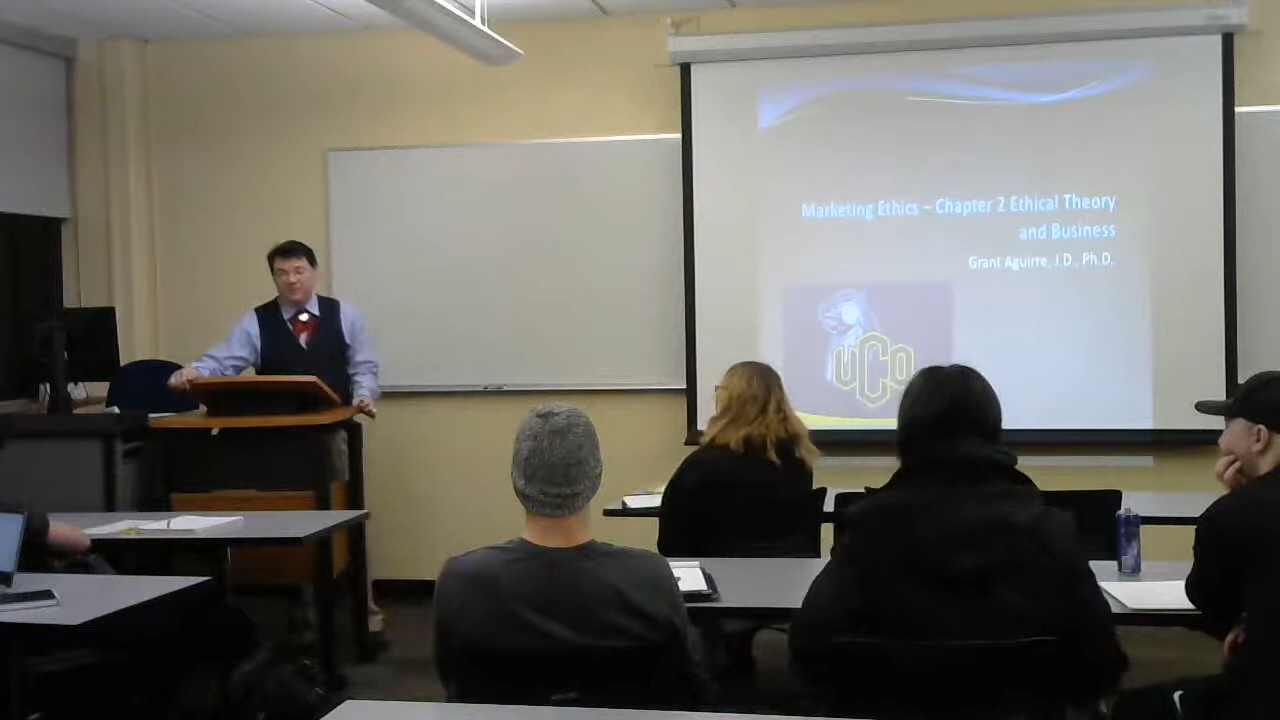 Marketing Ethics – Chapter 2 Ethical Theory
and Business
Grant Aguirre, J.D., Ph.D.
UCO